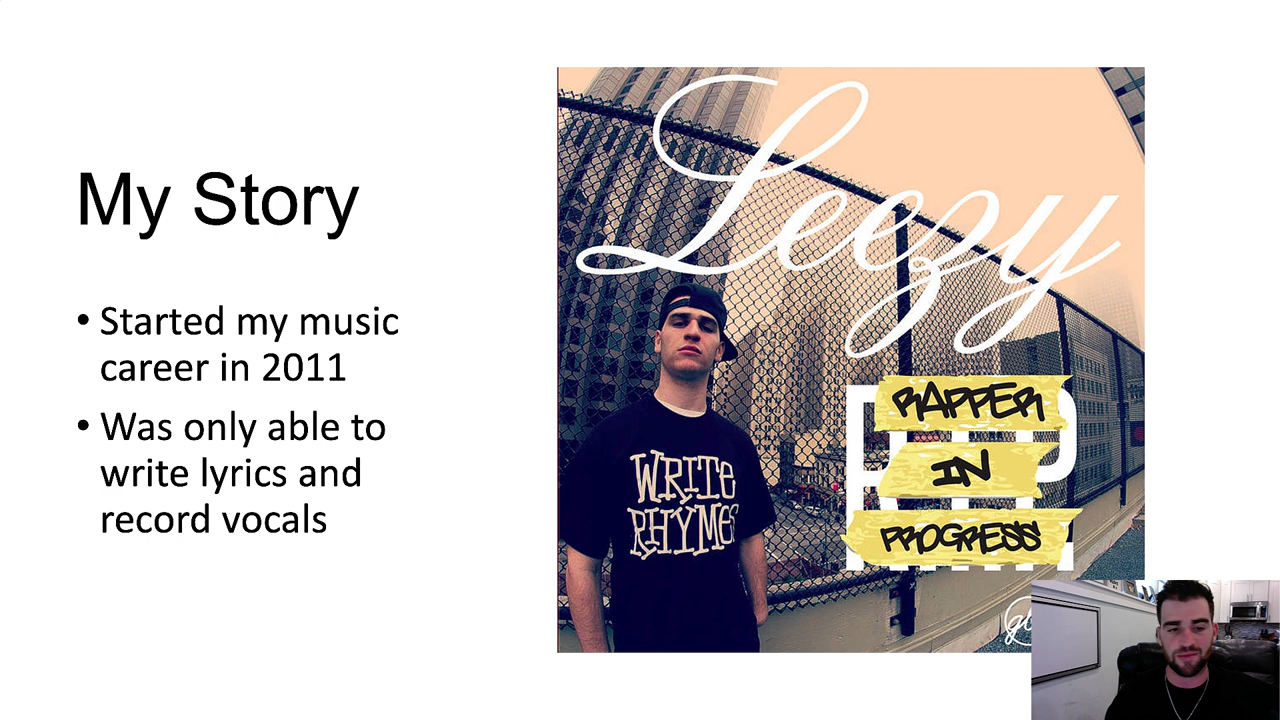 My Story
• Started my music
career in 2011
• Was only able to
write lyrics and
record vocals
Leezy
RAPPER
IN
PROGRESS
WRITE
RHYMES